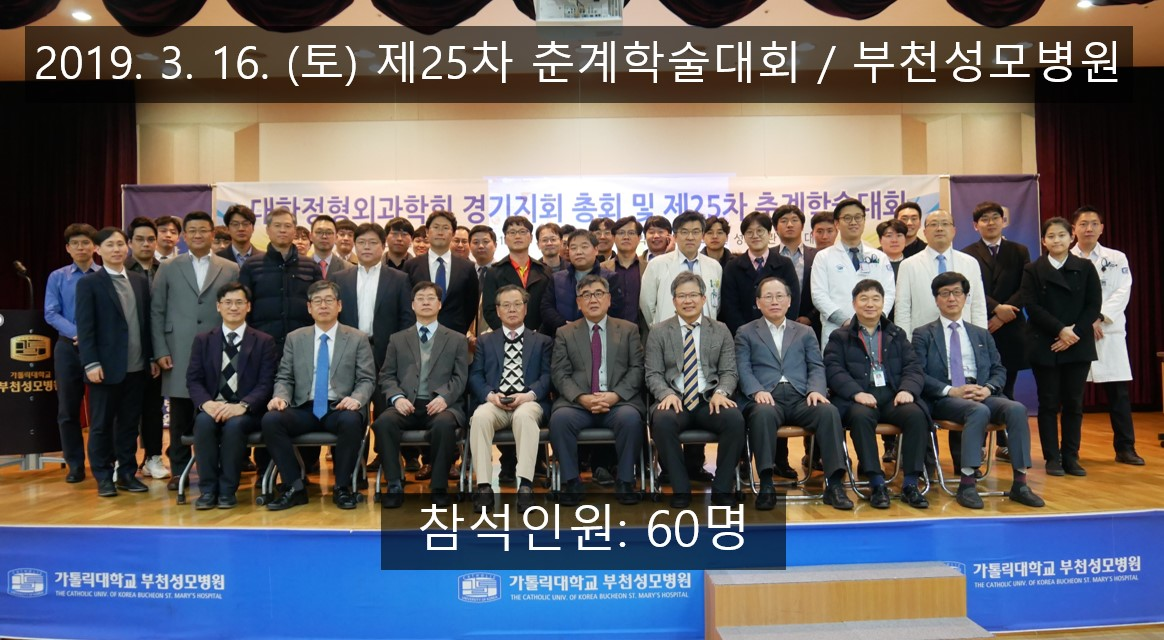 2019. 3. 16. (토) 제25차 춘계학술대회 / 부천성모병원
대한정형외과학회 경기지회 총회 및 제25차 춘계학술대회
가톨릭대학교
부천성모병원
참석인원: 60명
가톨릭대학교 부천성모병원
THE CATHOLIC UNIV. OF KOREA BUCHEON ST. MARY'S HOSPITAL
가톨릭대학교 부천성모병원
THE CATHOLIC UNIV. OF KOREA BUCHEON ST. MARY'S HOSPITAL
가톨릭대학교 부천성모병원
THE CATHOLIC UNIV. OF KOREA BUCHEON ST. MARY'S HOSPITAL